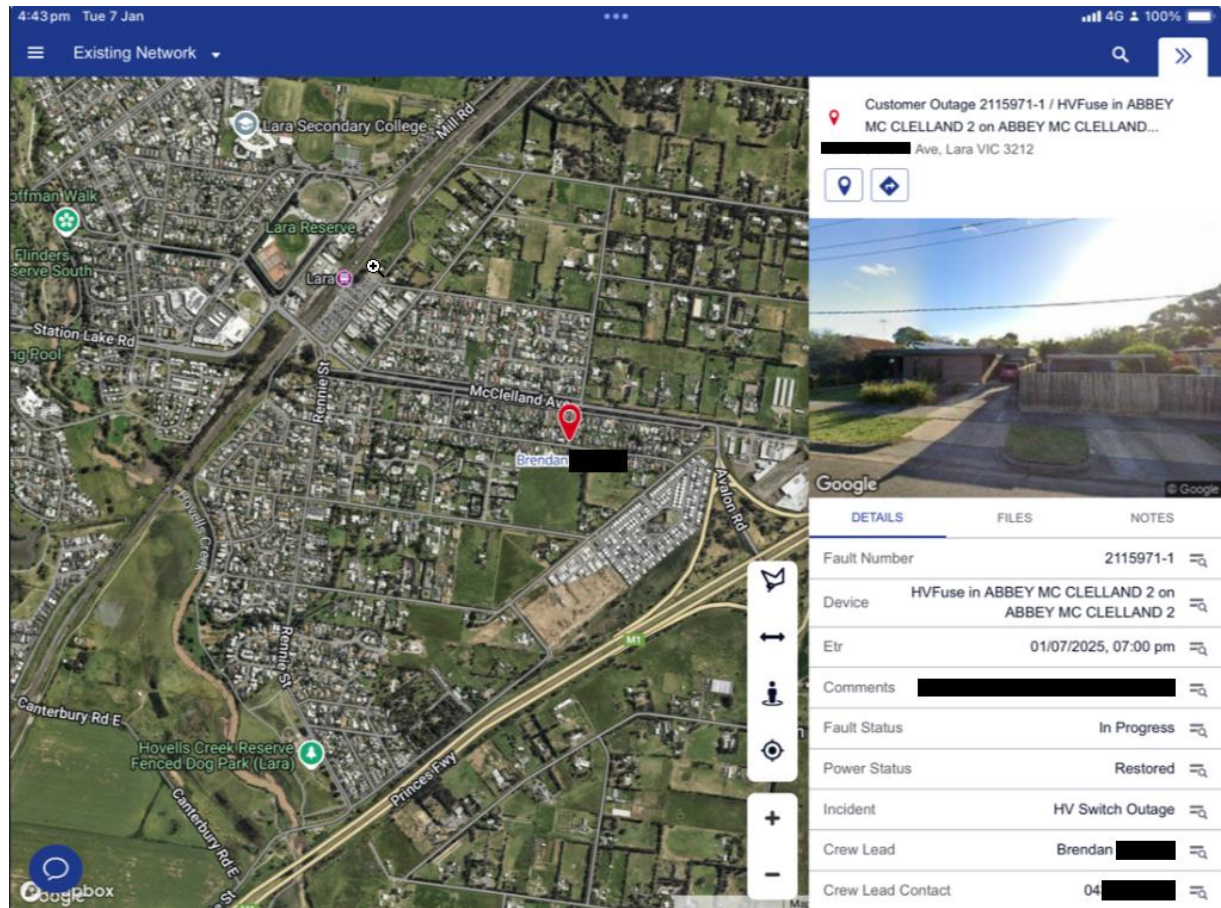 4:43 pm Tue 7 Jan
4G 100%
Existing Network
Lara Secondary College
Mill Rd
offman Walk
Lara Reserve
Flinders
serve South
Lara
Station Lake Rd
ng Pool
Rennie St
McClelland Ave
Brendan
Avalon Rd
Hovells Creek
Rennie St
M1
Canterbury Rd E
Hovells Creek Reserve
Fenced Dog Park (Lara)
Princes Fwy
Canterbury Rd E
Customer Outage 2115971-1 / HVFuse in ABBEY
MC CLELLAND 2 on ABBEY MC CLELLAND...
Ave, Lara VIC 3212
Google
© Google
DETAILS FILES NOTES
Fault Number 2115971-1
Device HVFuse in ABBEY MC CLELLAND 2 on
ABBEY MC CLELLAND 2
Etr 01/07/2025, 07:00 pm
Comments
Fault Status In Progress
Power Status Restored
Incident HV Switch Outage
Crew Lead Brendan
Crew Lead Contact 04